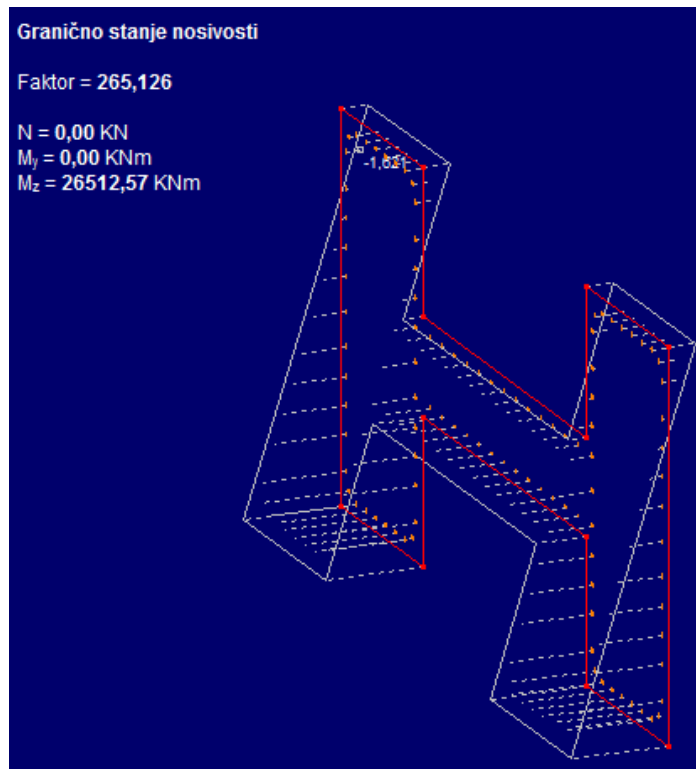 Granično stanje nosivosti
Faktor = 265,126
N = 0,00 KN
My = 0,00 KNm
Mz = 26512,57 KNm
-1,621